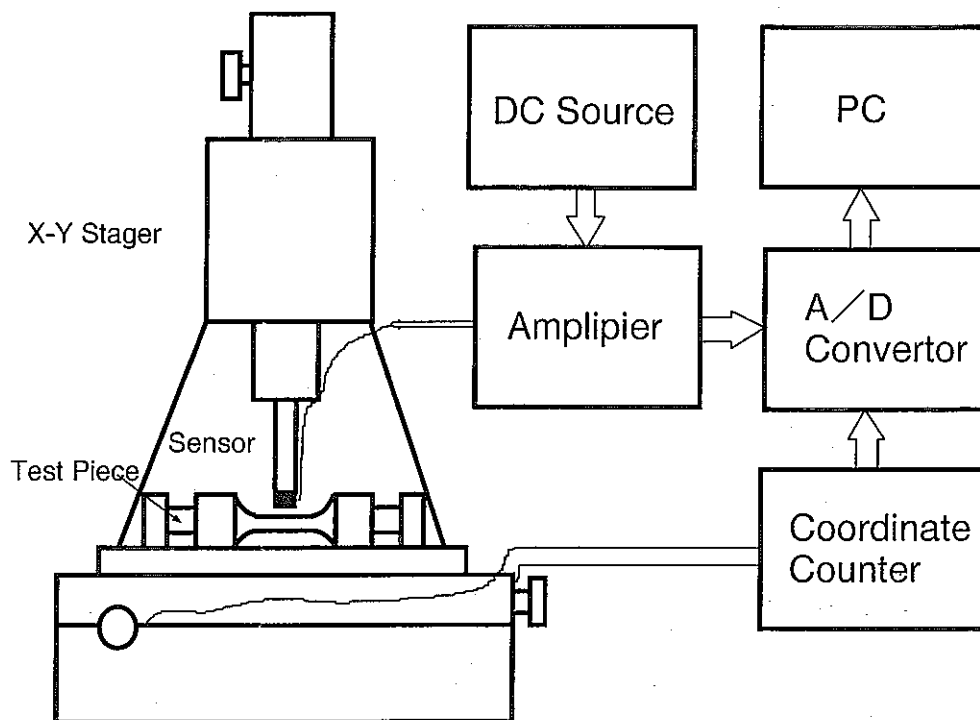 DC Source
PC
X-Y Stager
Amplipier
A/D
Convertor
Sensor
Test Piece
Coordinate
Counter